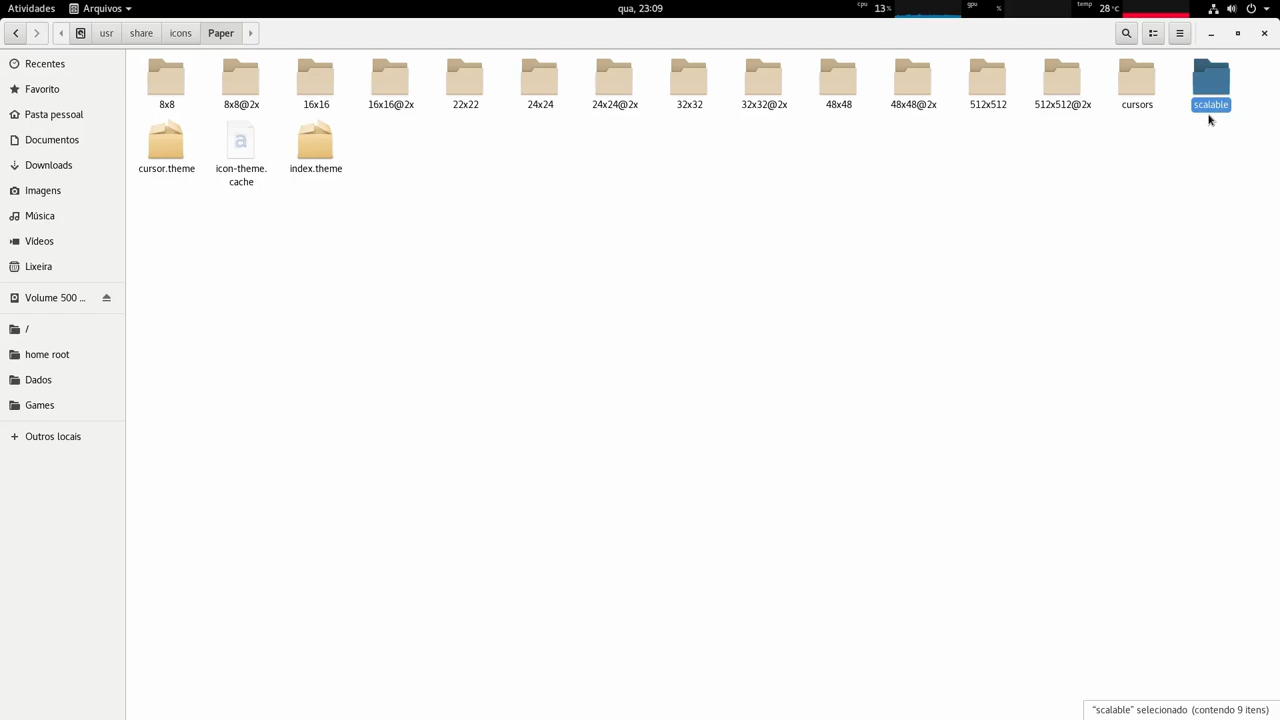 Atividades Arquivos qua, 23:09 cpu 13% gpu % temp 28°C
usr share icons Paper
Recentes
Favorito
Pasta pessoal
Documentos
Downloads
Imagens
Música
Vídeos
Lixeira
Volume 500 ...
/
home root
Dados
Games
Outros locais
8x8 8x8@2x 16x16 16x16@2x 22x22 24x24 24x24@2x 32x32 32x32@2x 48x48 48x48@2x 512x512 512x512@2x cursors scalable
a
cursor.theme icon-theme. index.theme
cache
"scalable" selecionado (contendo 9 itens)